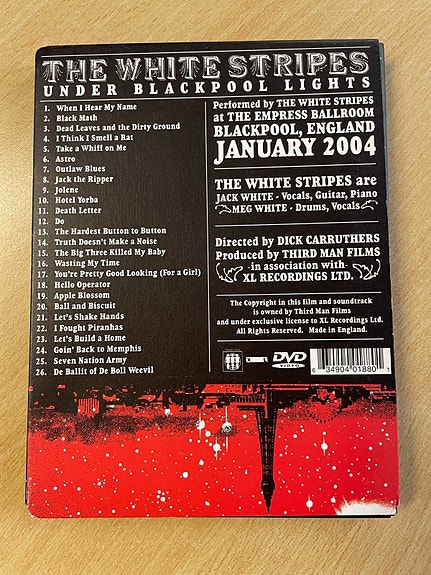 THE WHITE STRIPES
UNDER BLACKPOOL LIGHTS
1. When I Hear My Name
2. Black Math
3. Dead Leaves and the Dirty Ground
4. I Think I Smell a Rat
5. Take a Whiff on Me
6. Astro
7. Outlaw Blues
8. Jack the Ripper
9. Jolene
10. Hotel Yorba
11. Death Letter
12. Do
13. The Hardest Button to Button
14. Truth Doesn't Make a Noise
15. The Big Three Killed My Baby
16. Wasting My Time
17. You're Pretty Good Looking (For a Girl)
18. Hello Operator
19. Apple Blossom
20. Ball and Biscuit
21. Let's Shake Hands
22. I Fought Piranhas
23. Let's Build a Home
24. Goin' Back to Memphis
25. Seven Nation Army
26. De Ballit of De Boll Weevil
Performed by THE WHITE STRIPES
at THE EMPRESS BALLROOM
BLACKPOOL, ENGLAND
JANUARY 2004
THE WHITE STRIPES are
JACK WHITE - Vocals, Guitar, Piano
MEG WHITE - Drums, Vocals
Directed by DICK CARRUTHERS
Produced by THIRD MAN FILMS
-in association with-
XL RECORDINGS LTD.
The Copyright in this film and soundtrack
is owned by Third Man Films
and under exclusive license to XL Recordings Ltd.
All Rights Reserved. Made in England.
DVD
VIDEO
6 34904 01880 1